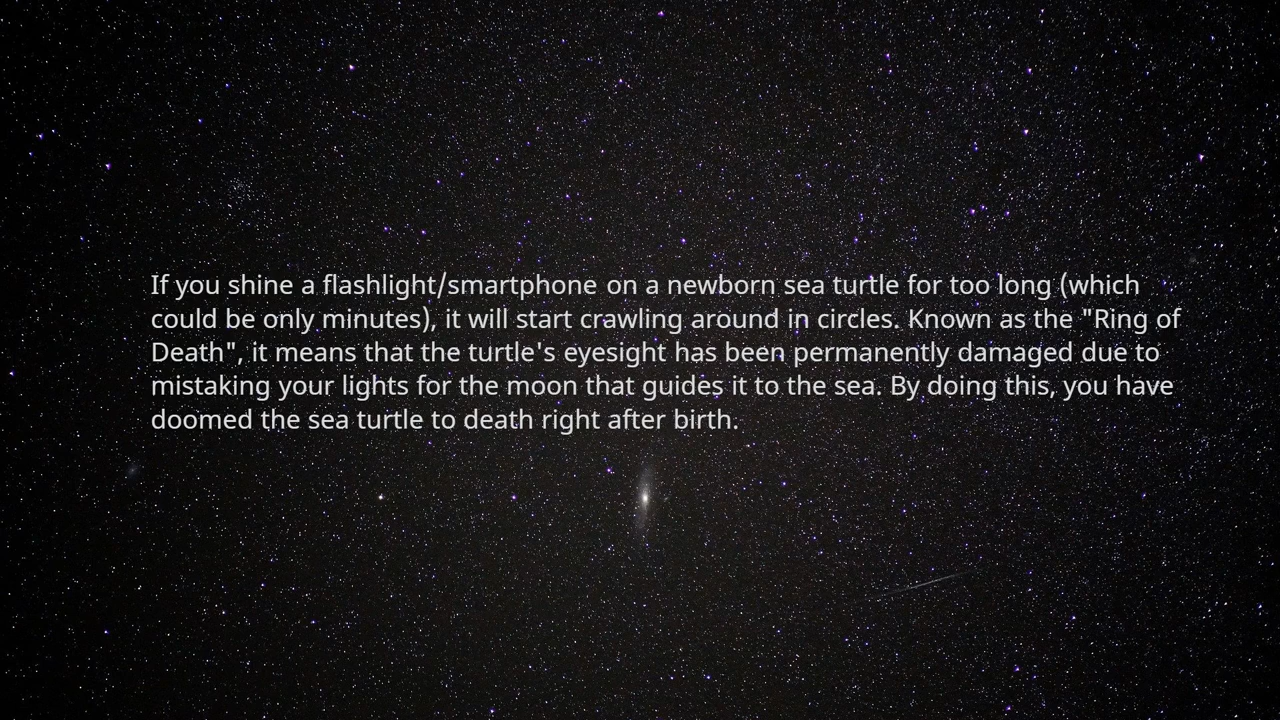 If you shine a flashlight/smartphone on a newborn sea turtle for too long (which
could be only minutes), it will start crawling around in circles. Known as the "Ring of
Death", it means that the turtle's eyesight has been permanently damaged due to
mistaking your lights for the moon that guides it to the sea. By doing this, you have
doomed the sea turtle to death right after birth.